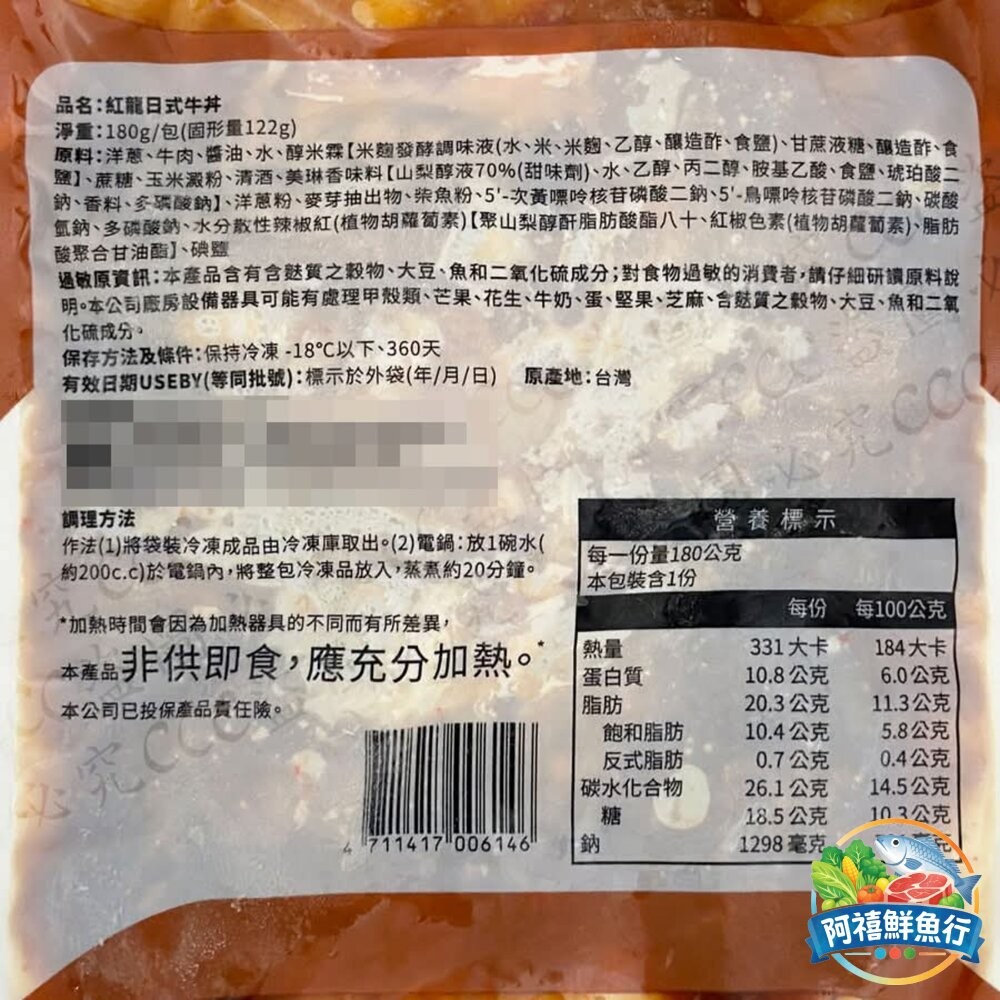 品名:紅龍日式牛丼
淨重:180g/包(固形量122g)
原料:洋蔥、牛肉、醬油、水、醇米霖【米麴發酵調味液(水、米、米麴、乙醇、釀造酢、食鹽)、甘蔗液糖、釀造酢、食
鹽】、蔗糖、玉米澱粉、清酒、美琳香味料【山梨醇液70%(甜味劑)、水、乙醇、丙二醇、胺基乙酸、食鹽、琥珀酸二
鈉、香料、多磷酸鈉】、洋蔥粉、麥芽抽出物、柴魚粉、5'-次黃嘌呤核苷磷酸二鈉、5'-鳥嘌呤核苷磷酸二鈉、碳酸
氫鈉、多磷酸鈉、水分散性辣椒紅(植物胡蘿蔔素)【聚山梨醇酐脂肪酸酯八十、紅椒色素(植物胡蘿蔔素)、脂肪
酸聚合甘油酯】、碘鹽
過敏原資訊:本產品含有含麩質之穀物、大豆、魚和二氧化硫成分;對食物過敏的消費者,請仔細研讀原料說
明。本公司廠房設備器具可能有處理甲殼類、芒果、花生、牛奶、蛋、堅果、芝麻、含麩質之穀物、大豆、魚和二氧
化硫成分。
保存方法及條件:保持冷凍 -18°C以下、360天
有效日期USEBY(等同批號):標示於外袋(年/月/日) 原產地:台灣
調理方法
作法(1)將袋裝冷凍成品由冷凍庫取出。(2)電鍋:放1碗水(
約200c.c)於電鍋內,將整包冷凍品放入,蒸煮約20分鐘。
*加熱時間會因為加熱器具的不同而有所差異,
本產品非供即食,應充分加熱。*
本公司已投保產品責任險。
4 711417 006146
營養標示
每一份量180公克
本包裝含1份
每份 每100公克
熱量 331大卡 184大卡
蛋白質 10.8公克 6.0公克
脂肪 20.3公克 11.3公克
飽和脂肪 10.4公克 5.8公克
反式脂肪 0.7公克 0.4公克
碳水化合物 26.1公克 14.5公克
糖 18.5公克 10.3公克
鈉 1298毫克
阿禧鮮魚行